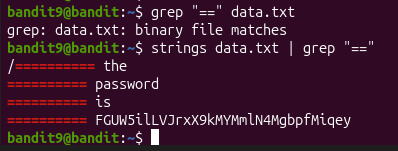 bandit9@bandit:~$ grep "==" data.txt
grep: data.txt: binary file matches
bandit9@bandit:~$ strings data.txt | grep "=="
/========== the
========== password
========== is
========== FGUW5ilLVJrxX9kMYMmlN4MgbpfMiqey
bandit9@bandit:~$